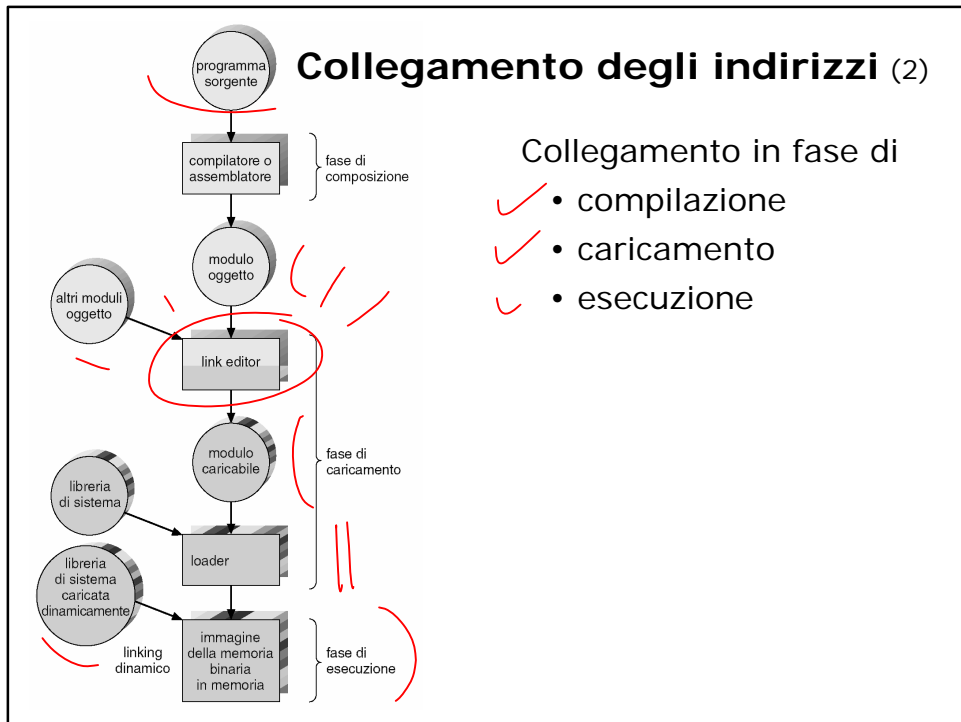 Collegamento degli indirizzi (2)
programma
sorgente
compilatore o
assemblatore
fase di
composizione
modulo
oggetto
altri moduli
oggetto
link editor
modulo
caricabile
fase di
caricamento
libreria
di sistema
loader
libreria
di sistema
caricata
dinamicamente
linking
dinamico
immagine
della memoria
binaria
in memoria
fase di
esecuzione
Collegamento in fase di
• compilazione
• caricamento
• esecuzione